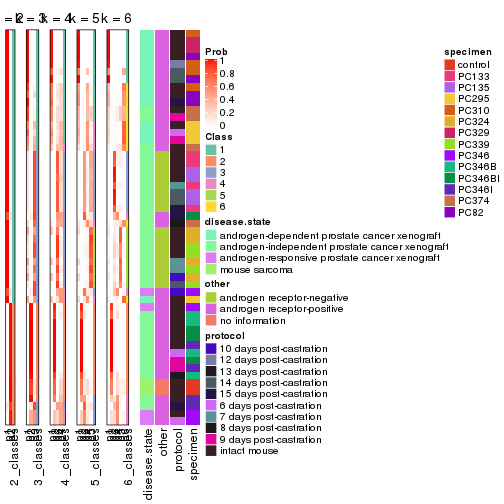 = 2 k = 3 k = 4 k = 5 k = 6
Prob
1
0.8
0.6
0.4
0.2
0
Class
1
2
3
4
5
6
disease.state
androgen-dependent prostate cancer xenograft
androgen-independent prostate cancer xenograft
androgen-responsive prostate cancer xenograft
mouse sarcoma
other
androgen receptor-negative
androgen receptor-positive
no information
protocol
10 days post-castration
12 days post-castration
13 days post-castration
14 days post-castration
15 days post-castration
6 days post-castration
7 days post-castration
8 days post-castration
9 days post-castration
intact mouse
specimen
control
PC133
PC135
PC295
PC310
PC324
PC329
PC339
PC346
PC346B
PC346BI
PC346I
PC374
PC82
2_classes
3_classes
4_classes
5_classes
6_classes
disease.state
other
protocol
specimen